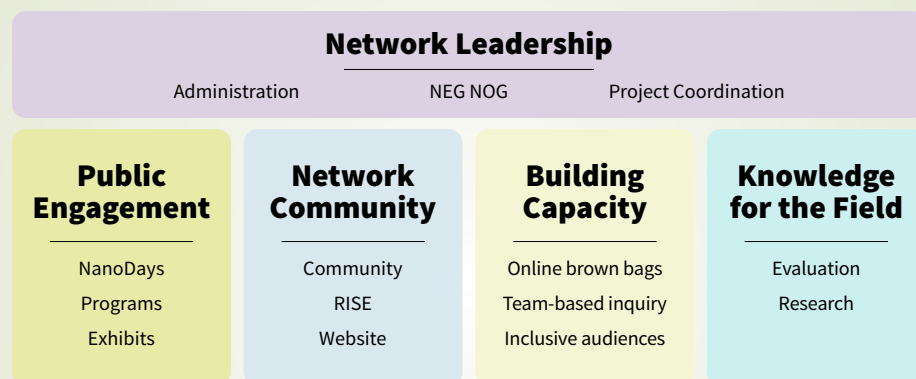 Network Leadership
Administration NEG NOG Project Coordination
Public
Engagement
NanoDays
Programs
Exhibits
Network
Community
Community
RISE
Website
Building
Capacity
Online brown bags
Team-based inquiry
Inclusive audiences
Knowledge
for the Field
Evaluation
Research